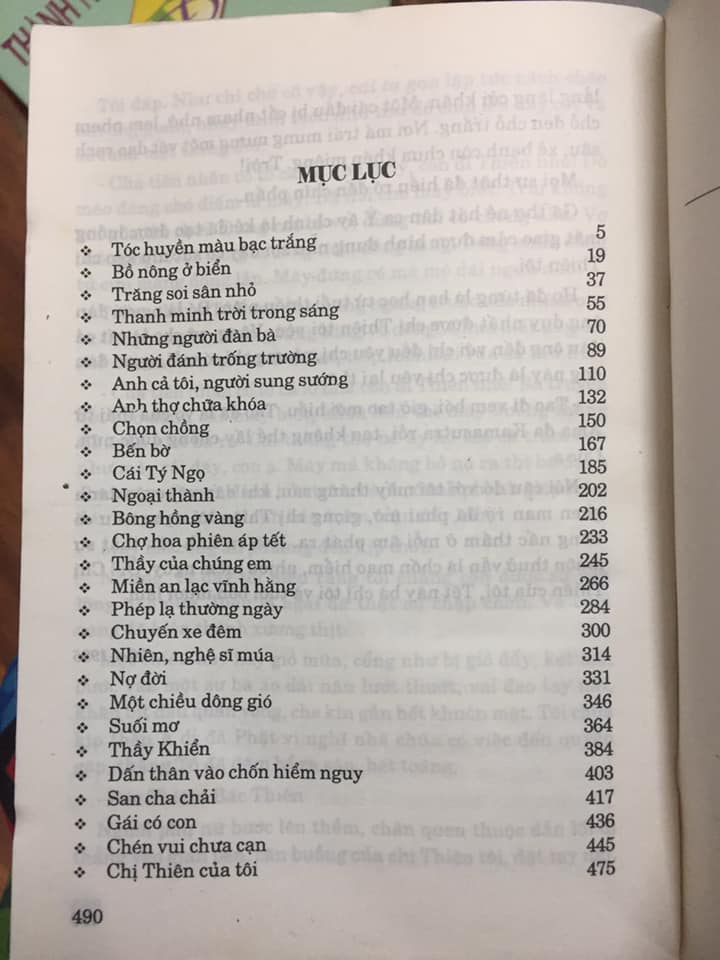 THÀNH
MỤC LỤC
❖ Tóc huyền màu bạc trắng 5
❖ Bồ nông ở biển 19
❖ Trăng soi sân nhỏ 37
❖ Thanh minh trời trong sáng 55
❖ Những người đàn bà 70
❖ Người đánh trống trường 89
❖ Anh cả tôi, người sung sướng 110
❖ Anh thợ chữa khóa 132
❖ Chọn chồng 150
❖ Bến bờ 167
❖ Cái Tý Ngọ 185
❖ Ngoại thành 202
❖ Bông hồng vàng 216
❖ Chợ hoa phiên áp tết 233
❖ Thầy của chúng em 245
❖ Miền an lạc vĩnh hằng 266
❖ Phép lạ thường ngày 284
❖ Chuyến xe đêm 300
❖ Nhiên, nghệ sĩ múa 314
❖ Nợ đời 331
❖ Một chiều dông gió 346
❖ Suối mơ 364
❖ Thầy Khiển 384
❖ Dấn thân vào chốn hiểm nguy 403
❖ San cha chải 417
❖ Gái có con 436
❖ Chén vui chưa cạn 445
❖ Chị Thiên của tôi 475
490